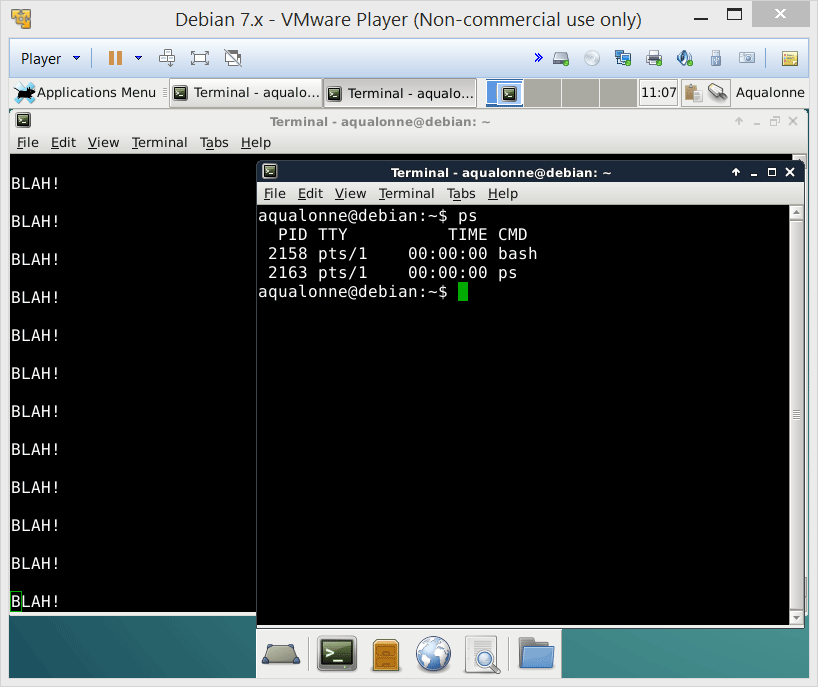 Debian 7.x - VMware Player (Non-commercial use only)
Player
Applications Menu
Terminal - aqualo...
Terminal - aqualo...
11:07
Aqualonne
Terminal - aqualonne@debian: ~
File Edit View Terminal Tabs Help
BLAH!
BLAH!
BLAH!
BLAH!
BLAH!
BLAH!
BLAH!
BLAH!
BLAH!
BLAH!
BLAH!
BLAH!
Terminal - aqualonne@debian: ~
File Edit View Terminal Tabs Help
aqualonne@debian:~$ ps
  PID TTY          TIME CMD
 2158 pts/1    00:00:00 bash
 2163 pts/1    00:00:00 ps
aqualonne@debian:~$